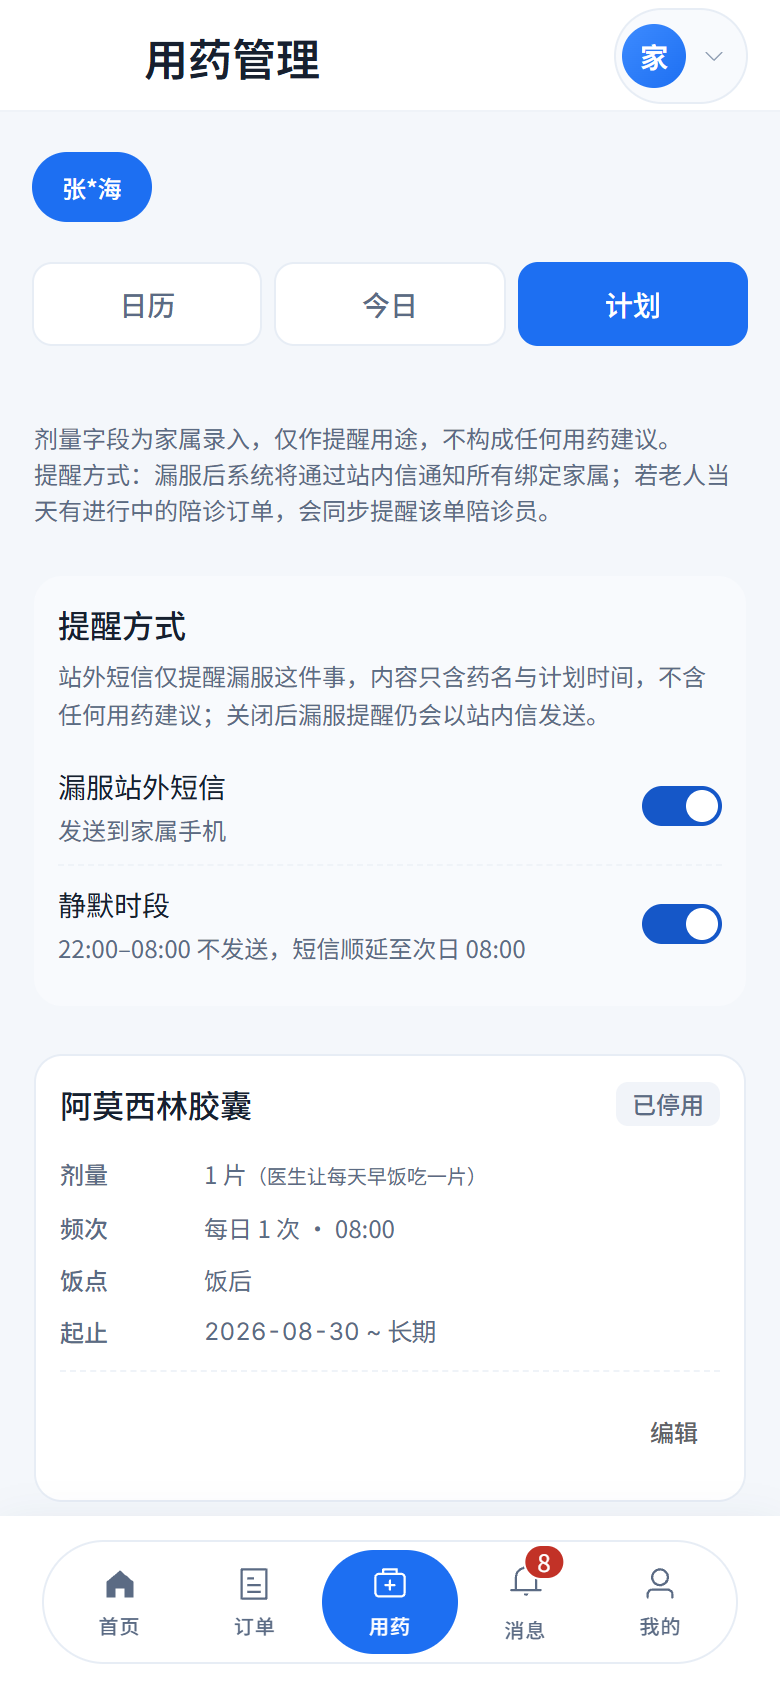 用药管理
家
张*海
日历
今日
计划
剂量字段为家属录入，仅作提醒用途，不构成任何用药建议。
提醒方式：漏服后系统将通过站内信通知所有绑定家属；若老人当
天有进行中的陪诊订单，会同步提醒该单陪诊员。
提醒方式
站外短信仅提醒漏服这件事，内容只含药名与计划时间，不含
任何用药建议；关闭后漏服提醒仍会以站内信发送。
漏服站外短信
发送到家属手机
静默时段
22:00–08:00 不发送，短信顺延至次日 08:00
阿莫西林胶囊
已停用
剂量 1 片（医生让每天早饭吃一片）
频次 每日 1 次 · 08:00
饭点 饭后
起止 2026-08-30 ~ 长期
编辑
8
首页
订单
用药
消息
我的